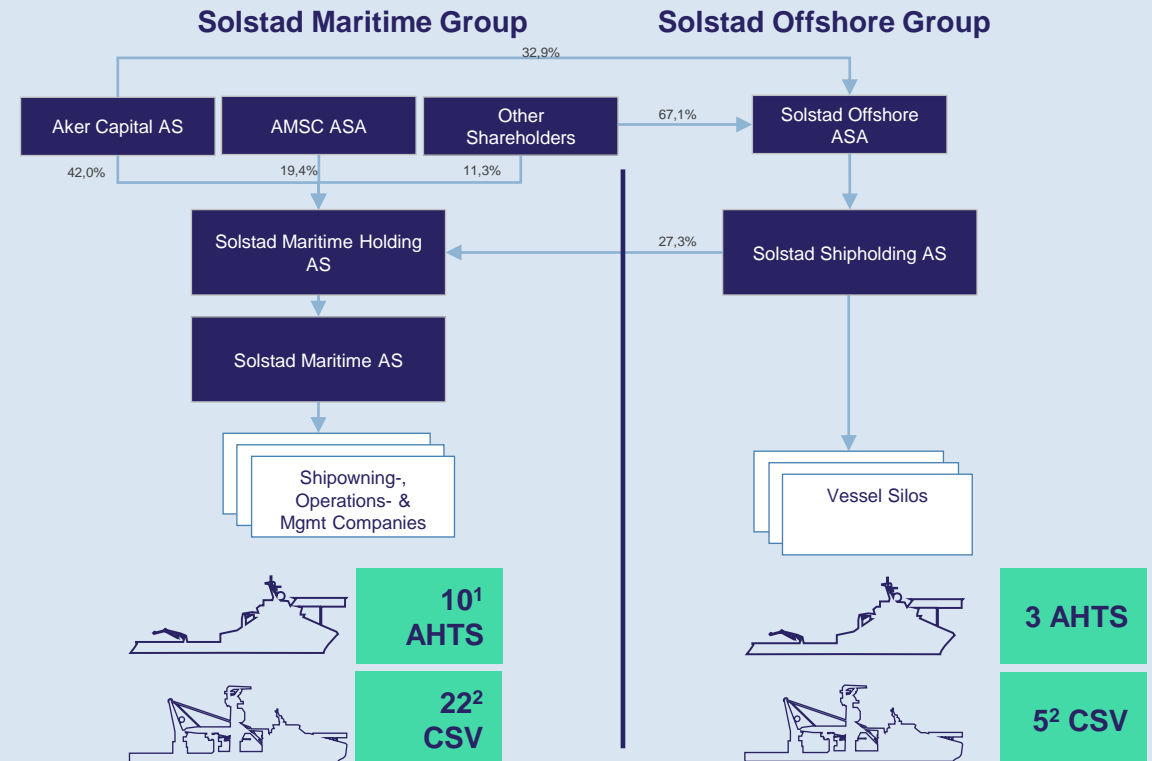 Solstad Maritime Group
Solstad Offshore Group
32,9%
Aker Capital AS
AMSC ASA
Other
Shareholders
67,1%
Solstad Offshore
ASA
42,0%
19,4%
11,3%
Solstad Maritime Holding
AS
27,3%
Solstad Shipholding AS
Solstad Maritime AS
Shipowning-,
Operations- &
Mgmt Companies
Vessel Silos
10¹
AHTS
3 AHTS
22²
CSV
5² CSV